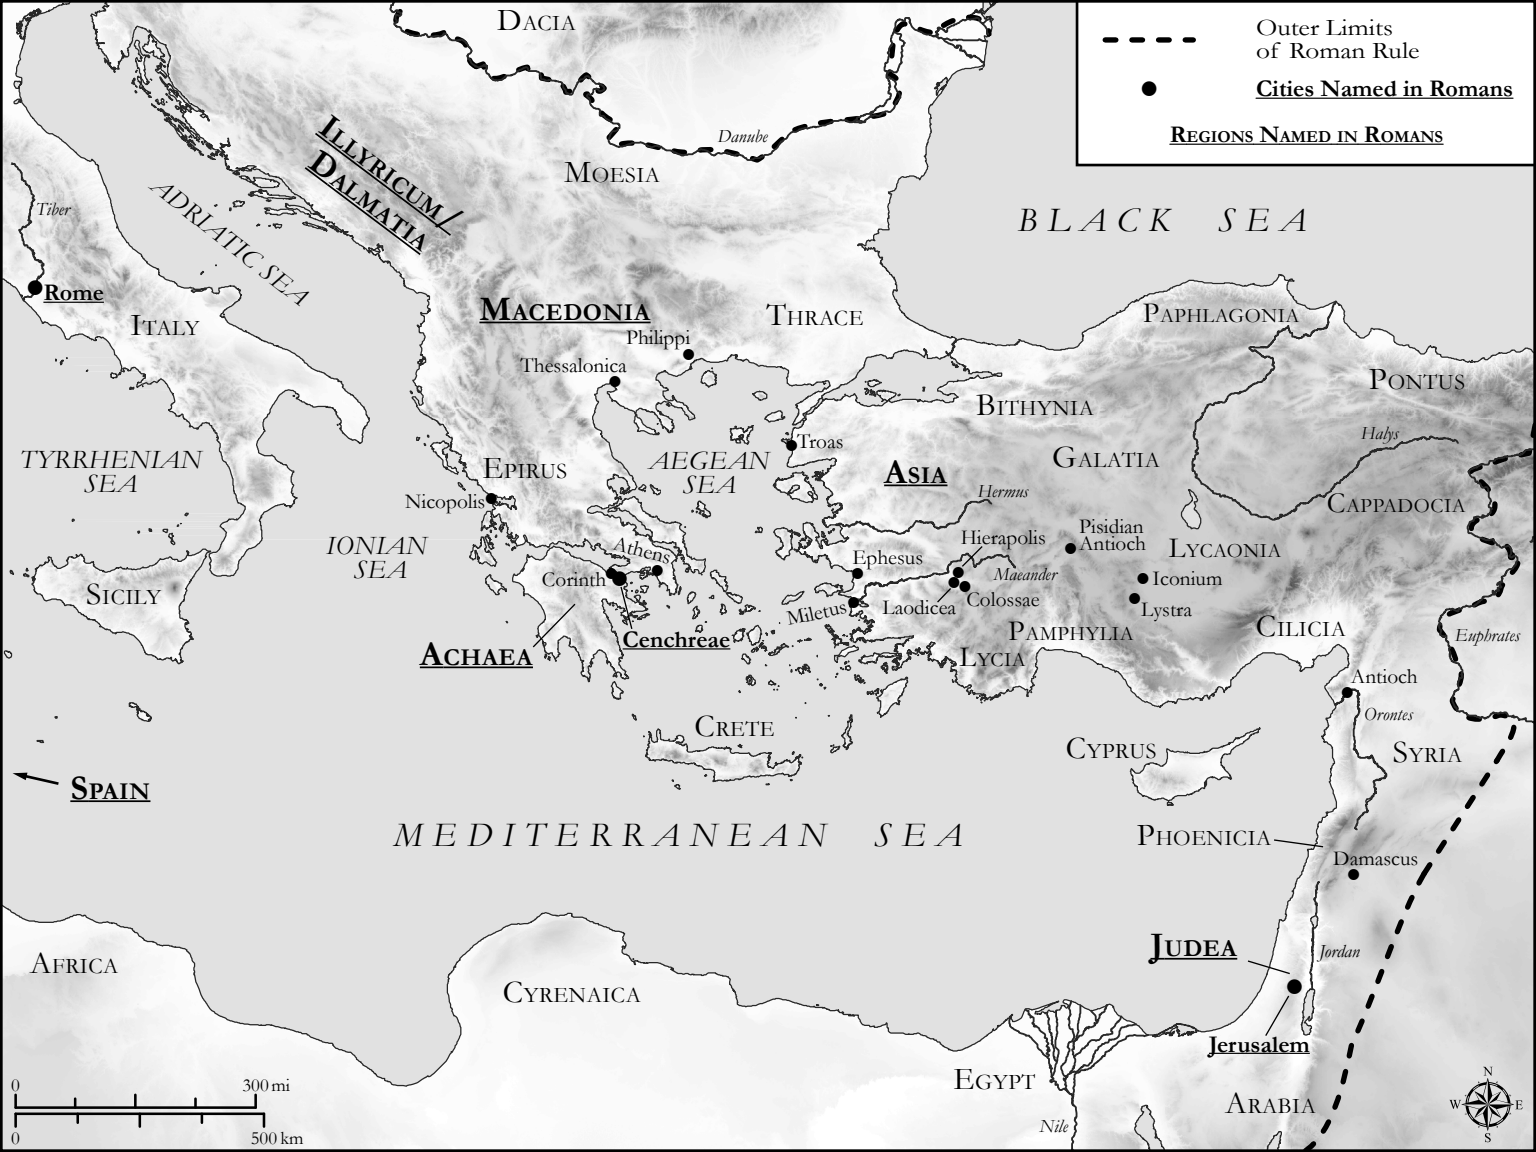 DACIA
Outer Limits
of Roman Rule
Cities Named in Romans
REGIONS NAMED IN ROMANS
Danube
ILLYRICUM/
DALMATIA
MOESIA
Tiber
ADRIATIC SEA
BLACK SEA
Rome
ITALY
MACEDONIA
THRACE
PAPHLAGONIA
Philippi
Thessalonica
PONTUS
BITHYNIA
Halys
Troas
TYRRHENIAN
SEA
EPIRUS
AEGEAN
SEA
ASIA
GALATIA
Nicopolis
Hermus
CAPPADOCIA
IONIAN
SEA
Athens
Hierapolis
Pisidian
Antioch
LYCAONIA
Ephesus
Maeander
Corinth
Iconium
SICILY
Laodicea
Colossae
Miletus
Lystra
CILICIA
Euphrates
Cenchreae
PAMPHYLIA
ACHAEA
LYCIA
Antioch
Orontes
CRETE
CYPRUS
SYRIA
SPAIN
MEDITERRANEAN SEA
PHOENICIA
Damascus
JUDEA
Jordan
AFRICA
CYRENAICA
Jerusalem
EGYPT
ARABIA
Nile
0 300 mi
0 500 km
N
W E
S